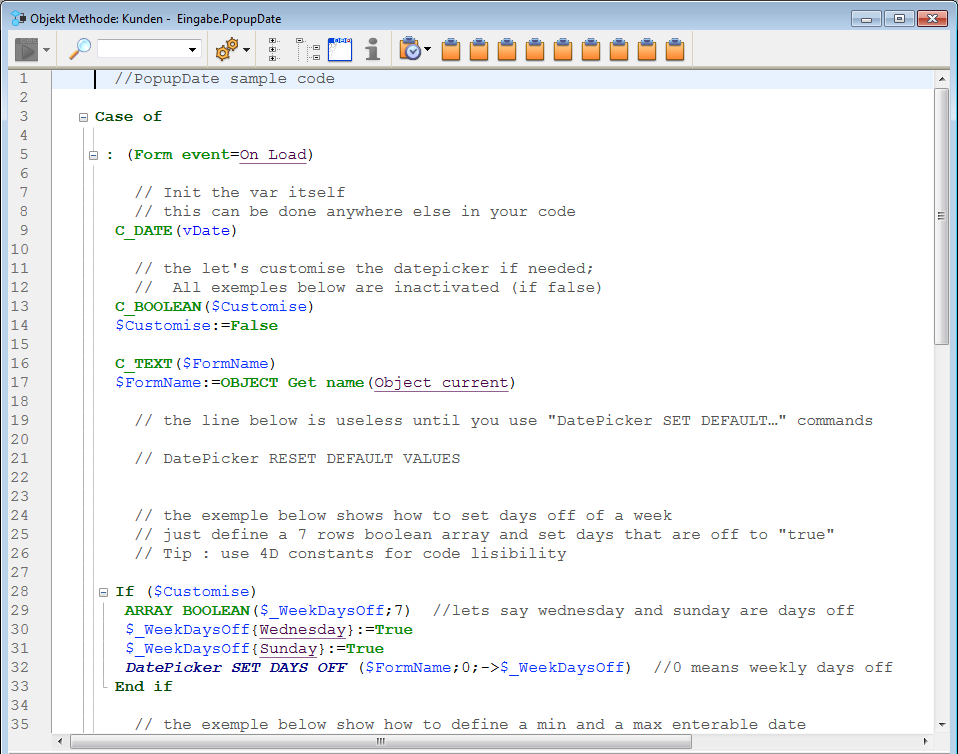 Objekt Methode: Kunden - Eingabe.PopupDate
1 //PopupDate sample code
2
3 Case of
4
5 : (Form event=On Load)
6
7 // Init the var itself
8 // this can be done anywhere else in your code
9 C_DATE(vDate)
10
11 // the let's customise the datepicker if needed;
12 //  All exemples below are inactivated (if false)
13 C_BOOLEAN($Customise)
14 $Customise:=False
15
16 C_TEXT($FormName)
17 $FormName:=OBJECT Get name(Object current)
18
19 // the line below is useless until you use "DatePicker SET DEFAULT…" commands
20
21 // DatePicker RESET DEFAULT VALUES
22
23
24 // the exemple below shows how to set days off of a week
25 // just define a 7 rows boolean array and set days that are off to "true"
26 // Tip : use 4D constants for code lisibility
27
28 If ($Customise)
29 ARRAY BOOLEAN($_WeekDaysOff;7)  //lets say wednesday and sunday are days off
30 $_WeekDaysOff{Wednesday}:=True
31 $_WeekDaysOff{Sunday}:=True
32 DatePicker SET DAYS OFF ($FormName;0;->$_WeekDaysOff)  //0 means weekly days off
33 End if
34
35 // the exemple below show how to define a min and a max enterable date